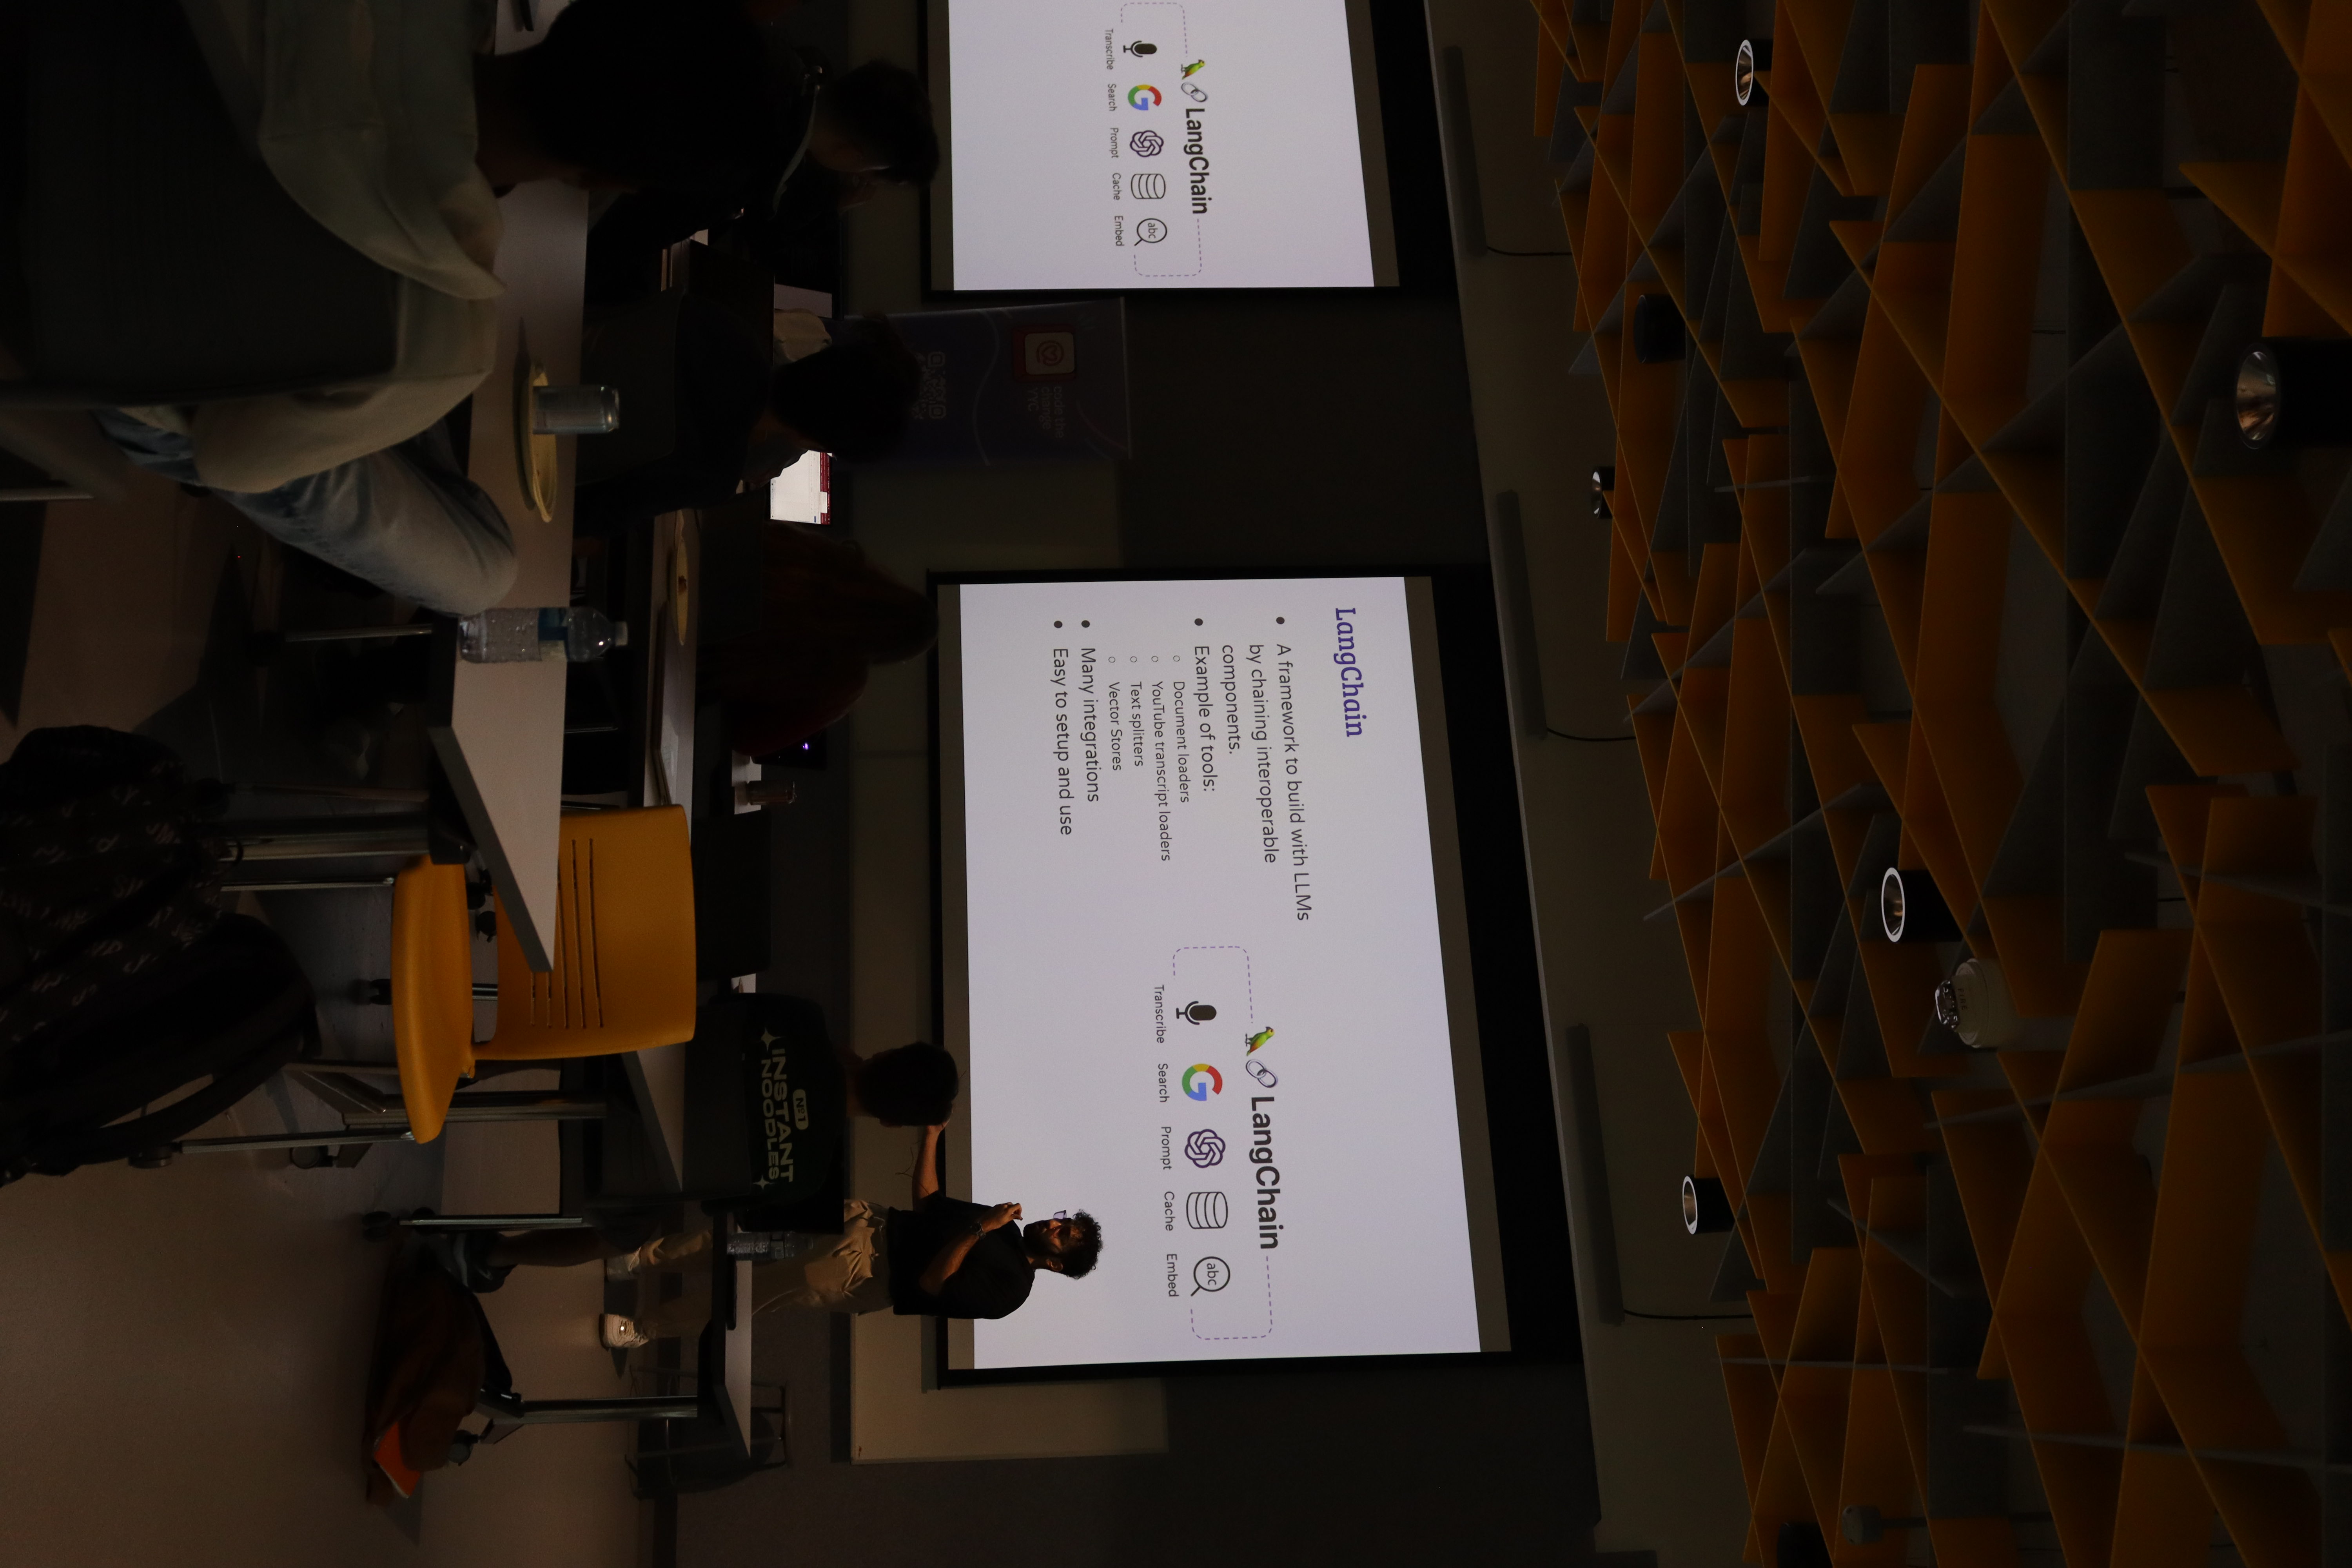 LangChain
Transcribe Search Prompt Cache
abc
Embed
code the
change
YYC
LangChain
● A framework to build with LLMs
by chaining interoperable
components.
● Example of tools:
○ Document loaders
○ YouTube transcript loaders
○ Text splitters
○ Vector Stores
● Many integrations
● Easy to setup and use
LangChain
Transcribe Search Prompt Cache
abc
Embed
FIRE
Nº1
INSTANT
NOODLES